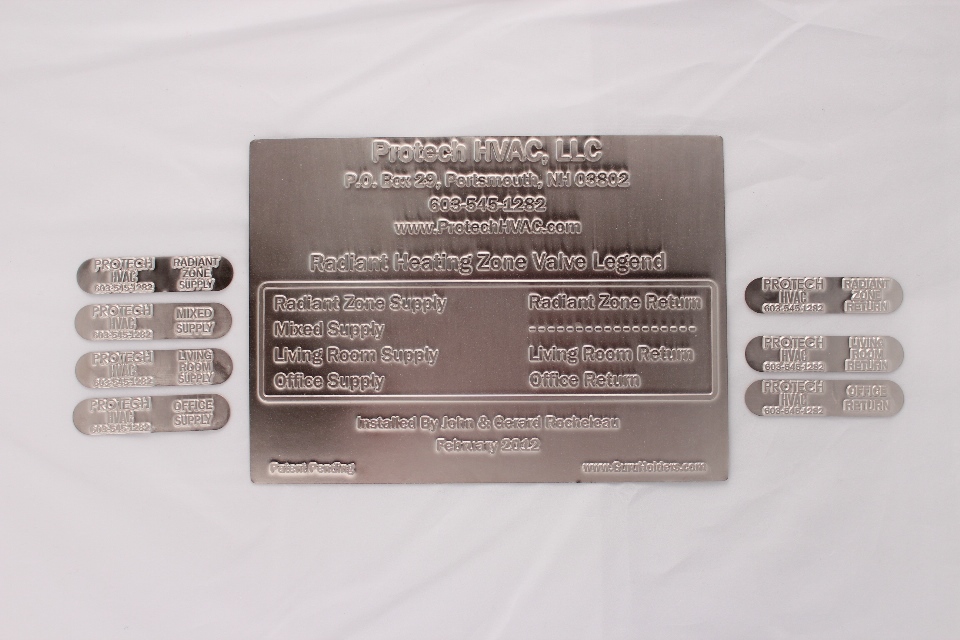 Protech HVAC, LLC
P.O. Box 29, Portsmouth, NH 03802
603-545-1282
www.ProtechHVAC.com
Radiant Heating Zone Valve Legend
Radiant Zone Supply Radiant Zone Return
Mixed Supply ------------------
Living Room Supply Living Room Return
Office Supply Office Return
Installed By John & Gerard Rocheleau
February 2012
Patent Pending www.GuruHolders.com
PROTECH
HVAC
603-545-1282
RADIANT
ZONE
SUPPLY
PROTECH
HVAC
603-545-1282
MIXED
SUPPLY
PROTECH
HVAC
603-545-1282
LIVING
ROOM
SUPPLY
PROTECH
HVAC
603-545-1282
OFFICE
SUPPLY
PROTECH
HVAC
603-545-1282
RADIANT
ZONE
RETURN
PROTECH
HVAC
603-545-1282
LIVING
ROOM
RETURN
PROTECH
HVAC
603-545-1282
OFFICE
RETURN